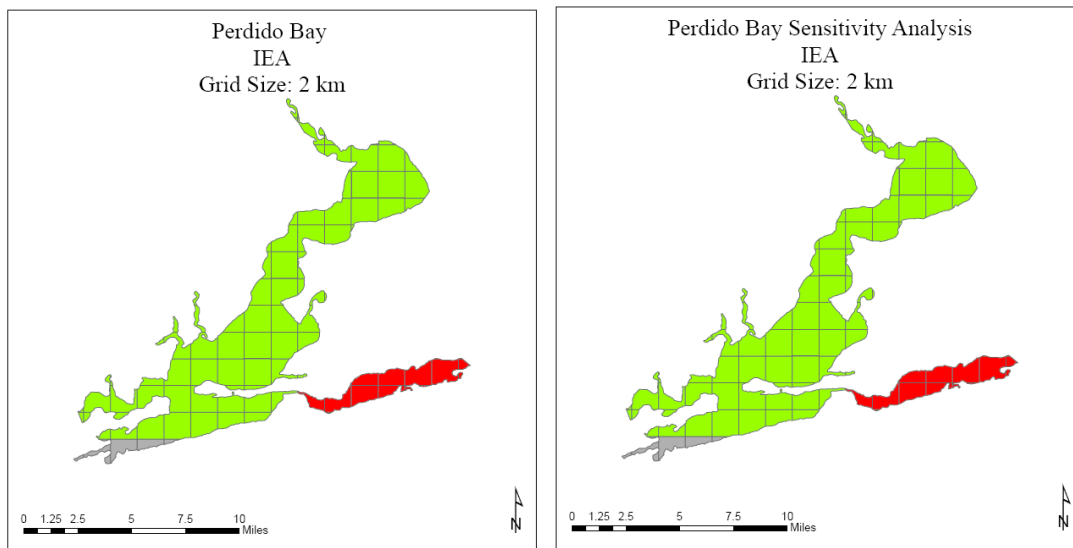 Perdido Bay
IEA
Grid Size: 2 km
0 1.25 2.5 5 7.5 10
Miles
N
Perdido Bay Sensitivity Analysis
IEA
Grid Size: 2 km
0 1.25 2.5 5 7.5 10
Miles
N